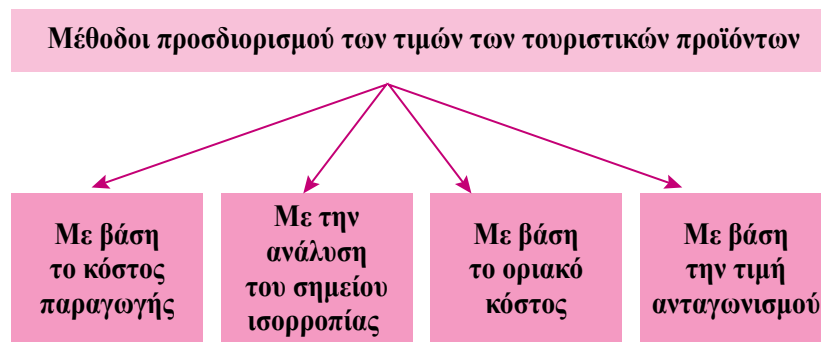 Μέθοδοι προσδιορισμού των τιμών των τουριστικών προϊόντων
Με βάση
το κόστος
παραγωγής
Με την
ανάλυση
του σημείου
ισορροπίας
Με βάση
το οριακό
κόστος
Με βάση
την τιμή
ανταγωνισμού